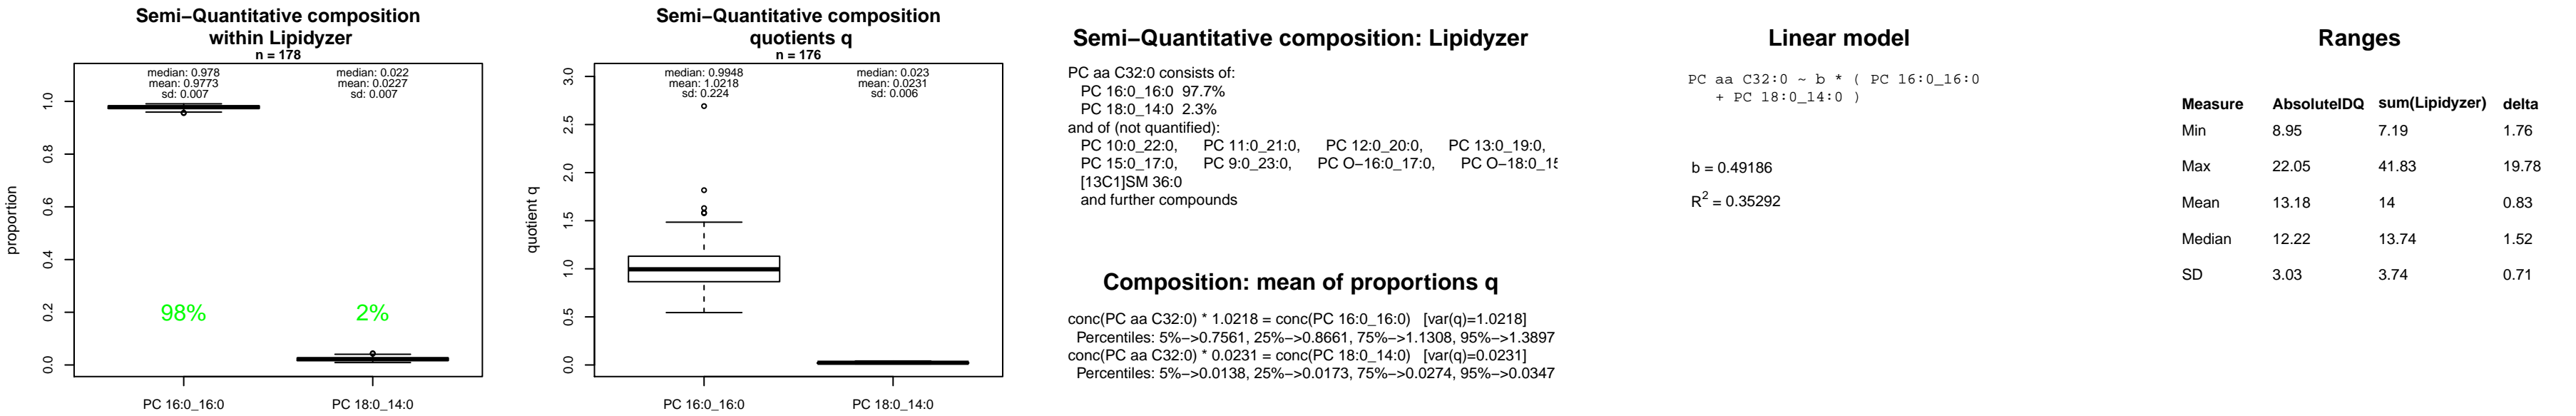 Semi−Quantitative composition
within Lipidyzer
n = 178
median: 0.978
mean: 0.9773
sd: 0.007
median: 0.022
mean: 0.0227
sd: 0.007
proportion
1.0
0.8
0.6
0.4
0.2
0.0
98%
2%
PC 16:0_16:0
PC 18:0_14:0
Semi−Quantitative composition
quotients q
n = 176
median: 0.9948
mean: 1.0218
sd: 0.224
median: 0.023
mean: 0.0231
sd: 0.006
quotient q
3.0
2.5
2.0
1.5
1.0
0.5
0.0
PC 16:0_16:0
PC 18:0_14:0
Semi−Quantitative composition: Lipidyzer
PC aa C32:0 consists of:
PC 16:0_16:0 97.7%
PC 18:0_14:0 2.3%
and of (not quantified):
PC 10:0_22:0, PC 11:0_21:0, PC 12:0_20:0, PC 13:0_19:0,
PC 15:0_17:0, PC 9:0_23:0, PC O−16:0_17:0, PC O−18:0_15
[13C1]SM 36:0
and further compounds
Composition: mean of proportions q
conc(PC aa C32:0) * 1.0218 = conc(PC 16:0_16:0) [var(q)=1.0218]
Percentiles: 5%−>0.7561, 25%−>0.8661, 75%−>1.1308, 95%−>1.3897
conc(PC aa C32:0) * 0.0231 = conc(PC 18:0_14:0) [var(q)=0.0231]
Percentiles: 5%−>0.0138, 25%−>0.0173, 75%−>0.0274, 95%−>0.0347
Linear model
PC aa C32:0 ~ b * ( PC 16:0_16:0
+ PC 18:0_14:0 )
b = 0.49186
R2 = 0.35292
Ranges
Measure AbsoluteIDQ sum(Lipidyzer) delta
Min 8.95 7.19 1.76
Max 22.05 41.83 19.78
Mean 13.18 14 0.83
Median 12.22 13.74 1.52
SD 3.03 3.74 0.71